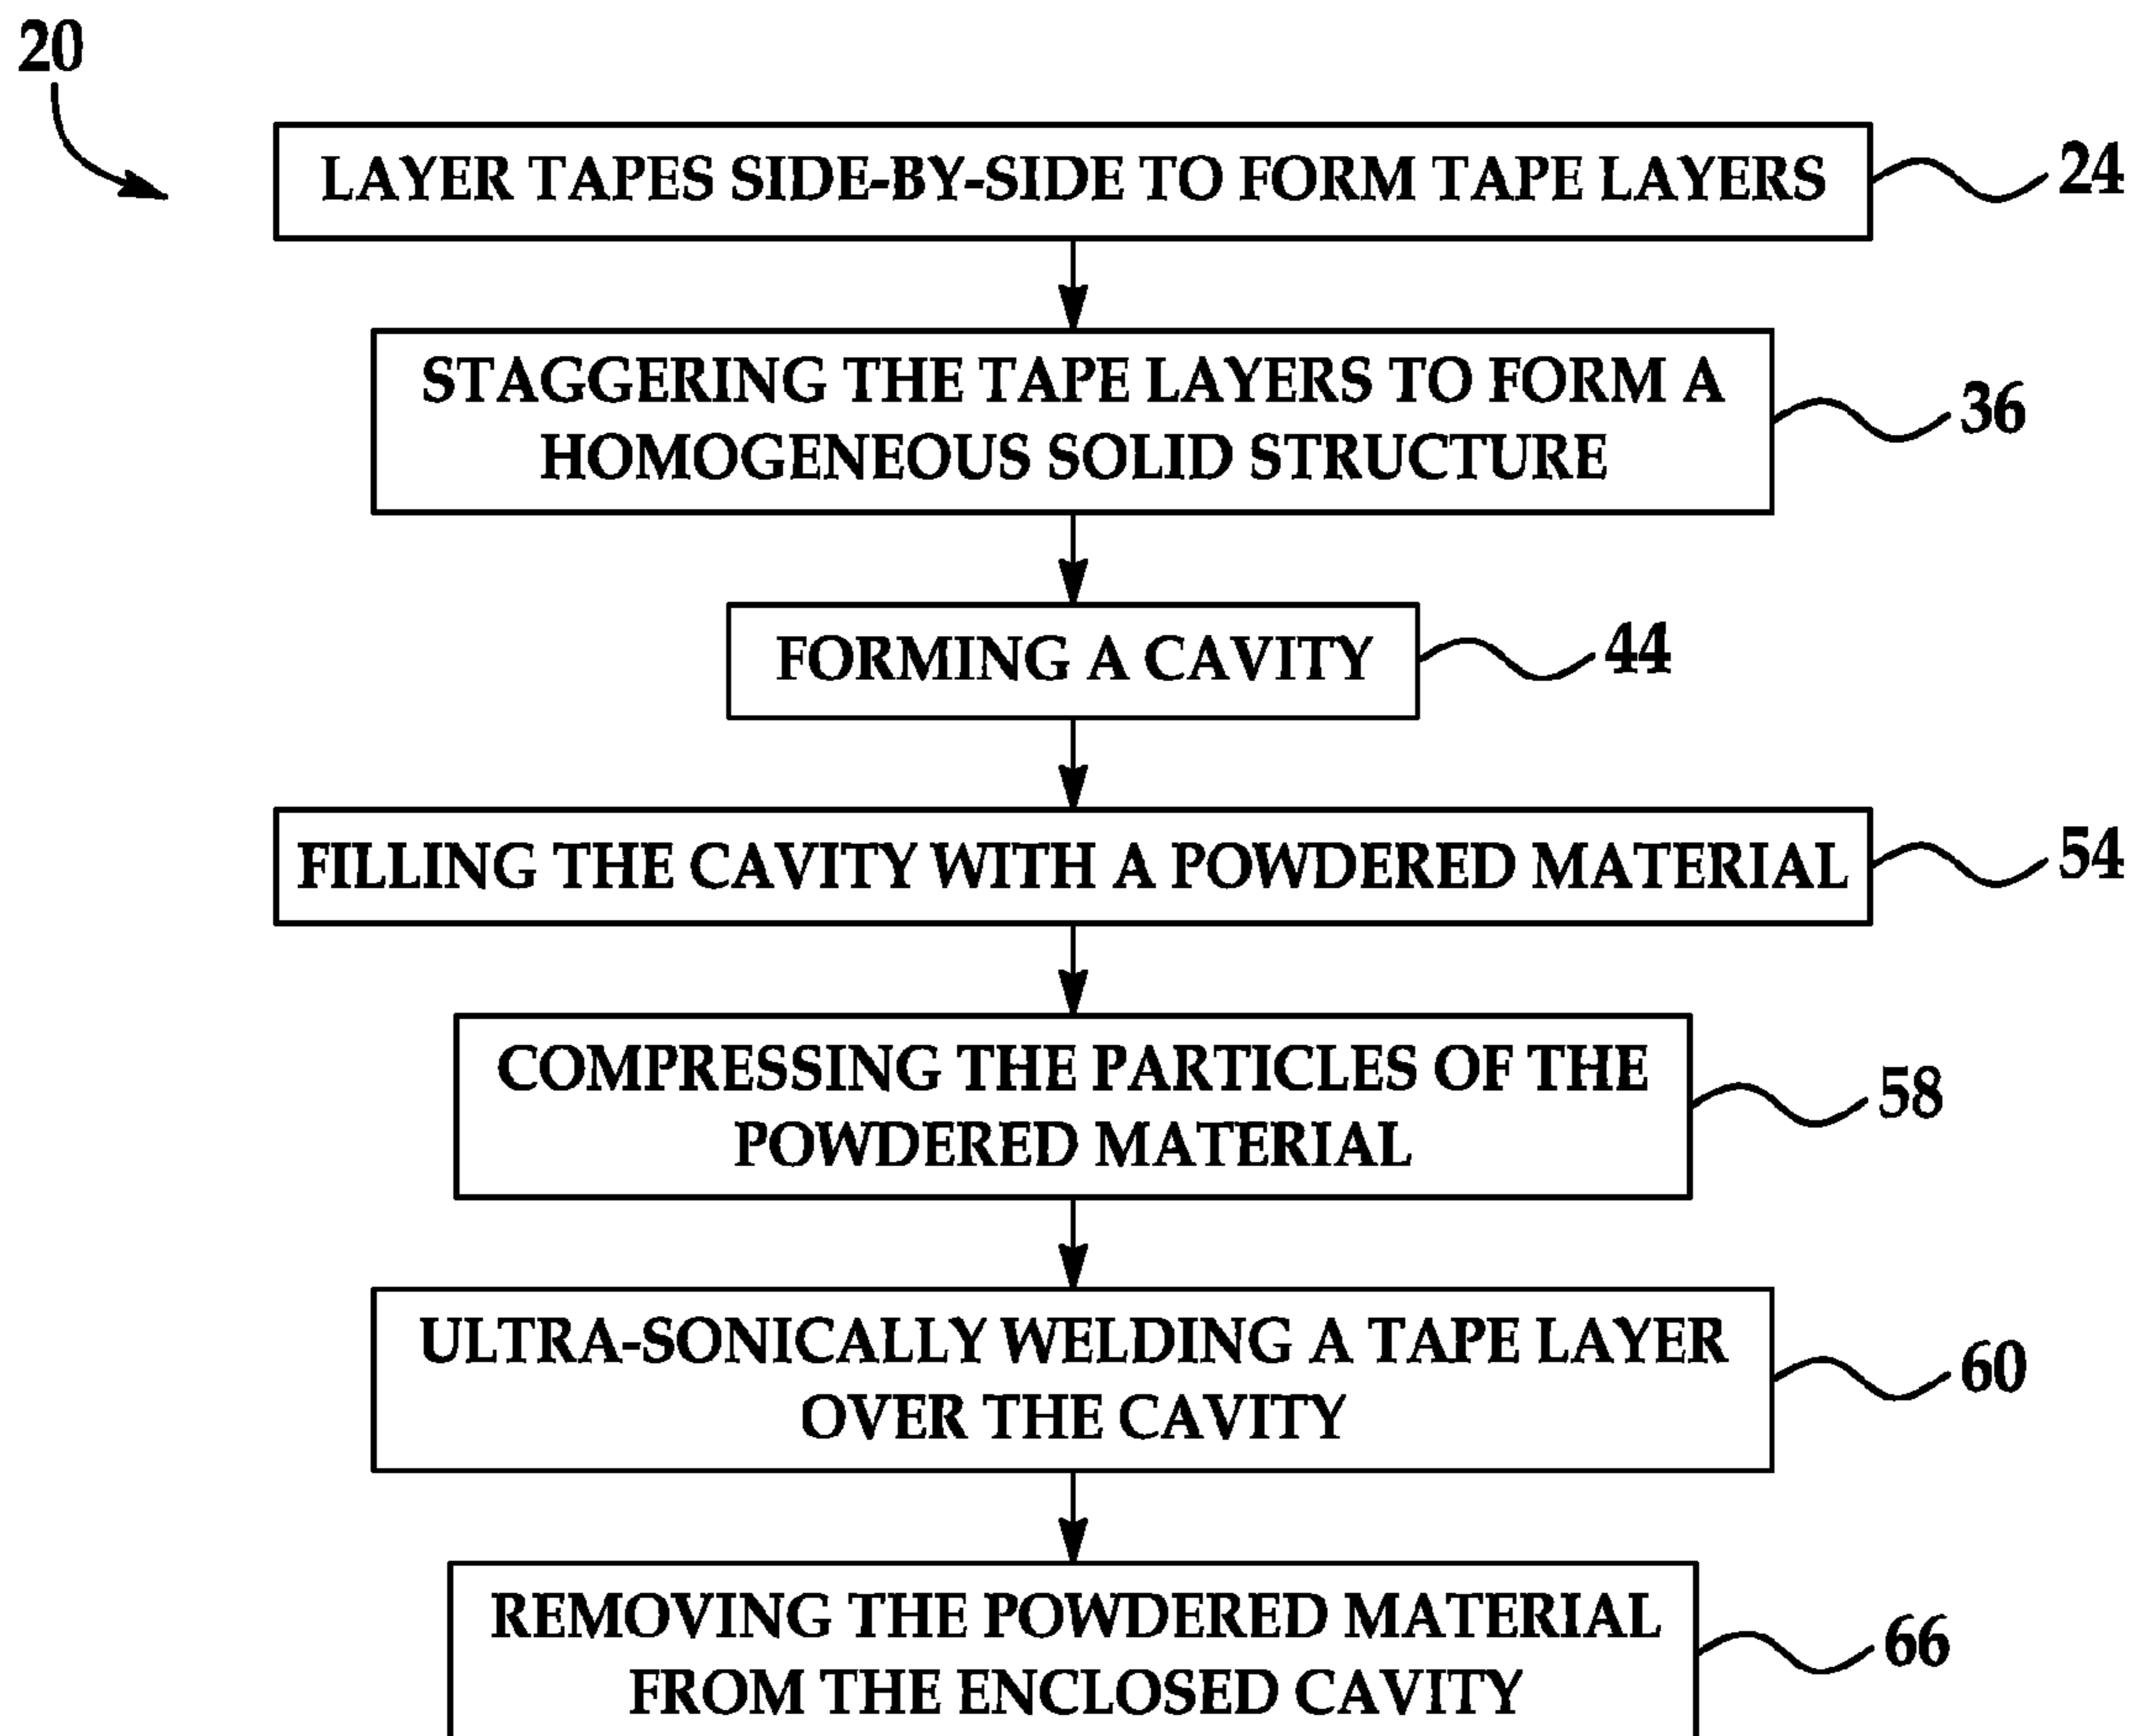 20
LAYER TAPES SIDE-BY-SIDE TO FORM TAPE LAYERS
24
STAGGERING THE TAPE LAYERS TO FORM A
HOMOGENEOUS SOLID STRUCTURE
36
FORMING A CAVITY
44
FILLING THE CAVITY WITH A POWDERED MATERIAL
54
COMPRESSING THE PARTICLES OF THE
POWDERED MATERIAL
58
ULTRA-SONICALLY WELDING A TAPE LAYER
OVER THE CAVITY
60
REMOVING THE POWDERED MATERIAL
FROM THE ENCLOSED CAVITY
66